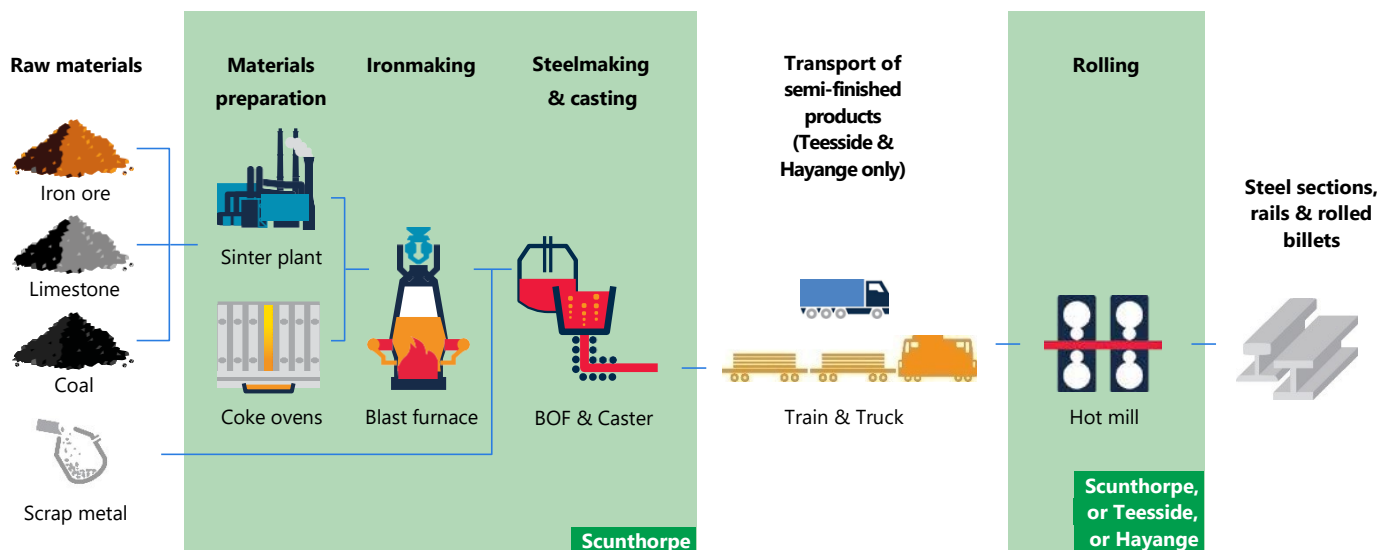 Raw materials
Iron ore
Limestone
Coal
Scrap metal
Materials
preparation
Sinter plant
Coke ovens
Ironmaking
Blast furnace
Steelmaking
& casting
BOF & Caster
Scunthorpe
Transport of
semi-finished
products
(Teesside &
Hayange only)
Train & Truck
Rolling
Hot mill
Scunthorpe,
or Teesside,
or Hayange
Steel sections,
rails & rolled
billets